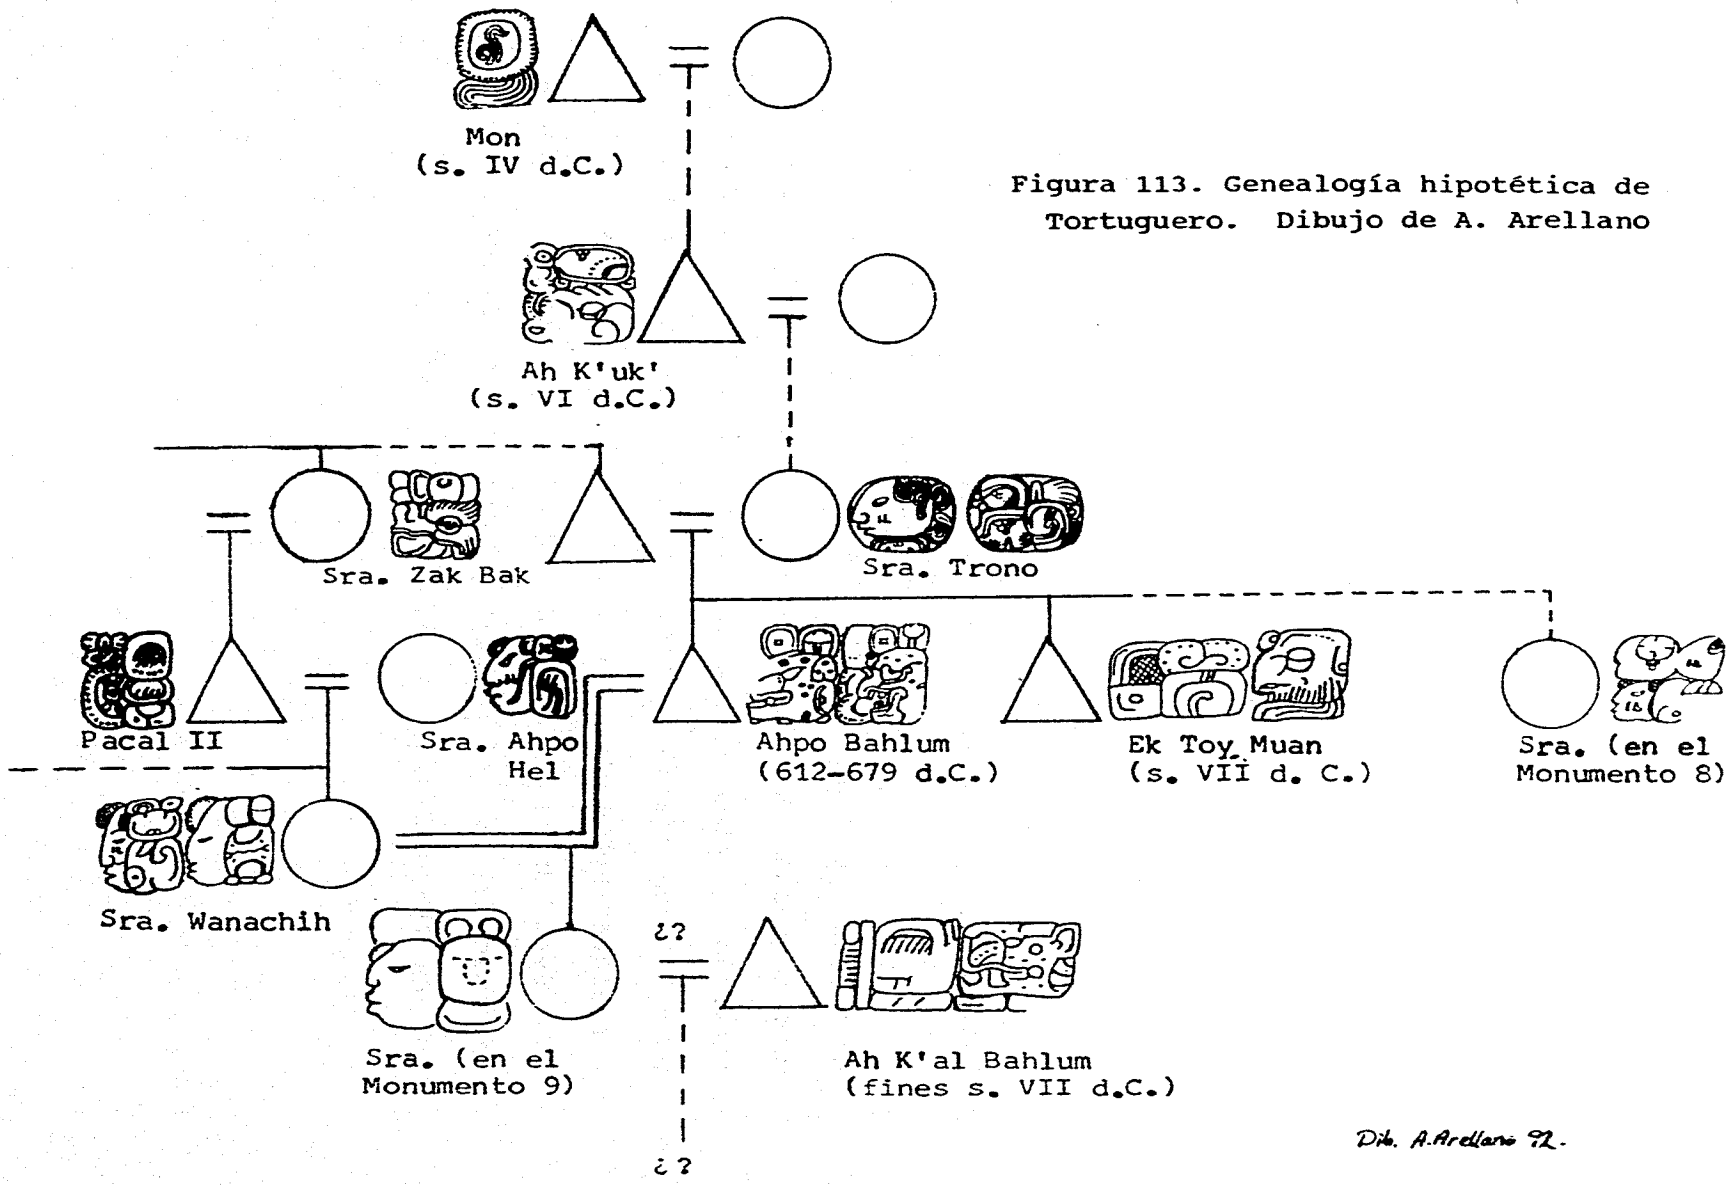 Mon
(s. IV d.C.)
Figura 113. Genealogía hipotética de
Tortuguero. Dibujo de A. Arellano
Ah K'uk'
(s. VI d.C.)
Sra. Zak Bak
Sra. Trono
Pacal II
Sra. Ahpo
Hel
Ahpo Bahlum
(612-679 d.C.)
Ek Toy Muan
(s. VII d. C.)
Sra. (en el
Monumento 8)
Sra. Wanachih
¿?
Sra. (en el
Monumento 9)
Ah K'al Bahlum
(fines s. VII d.C.)
¿?
Dib. A. Arellano 92.